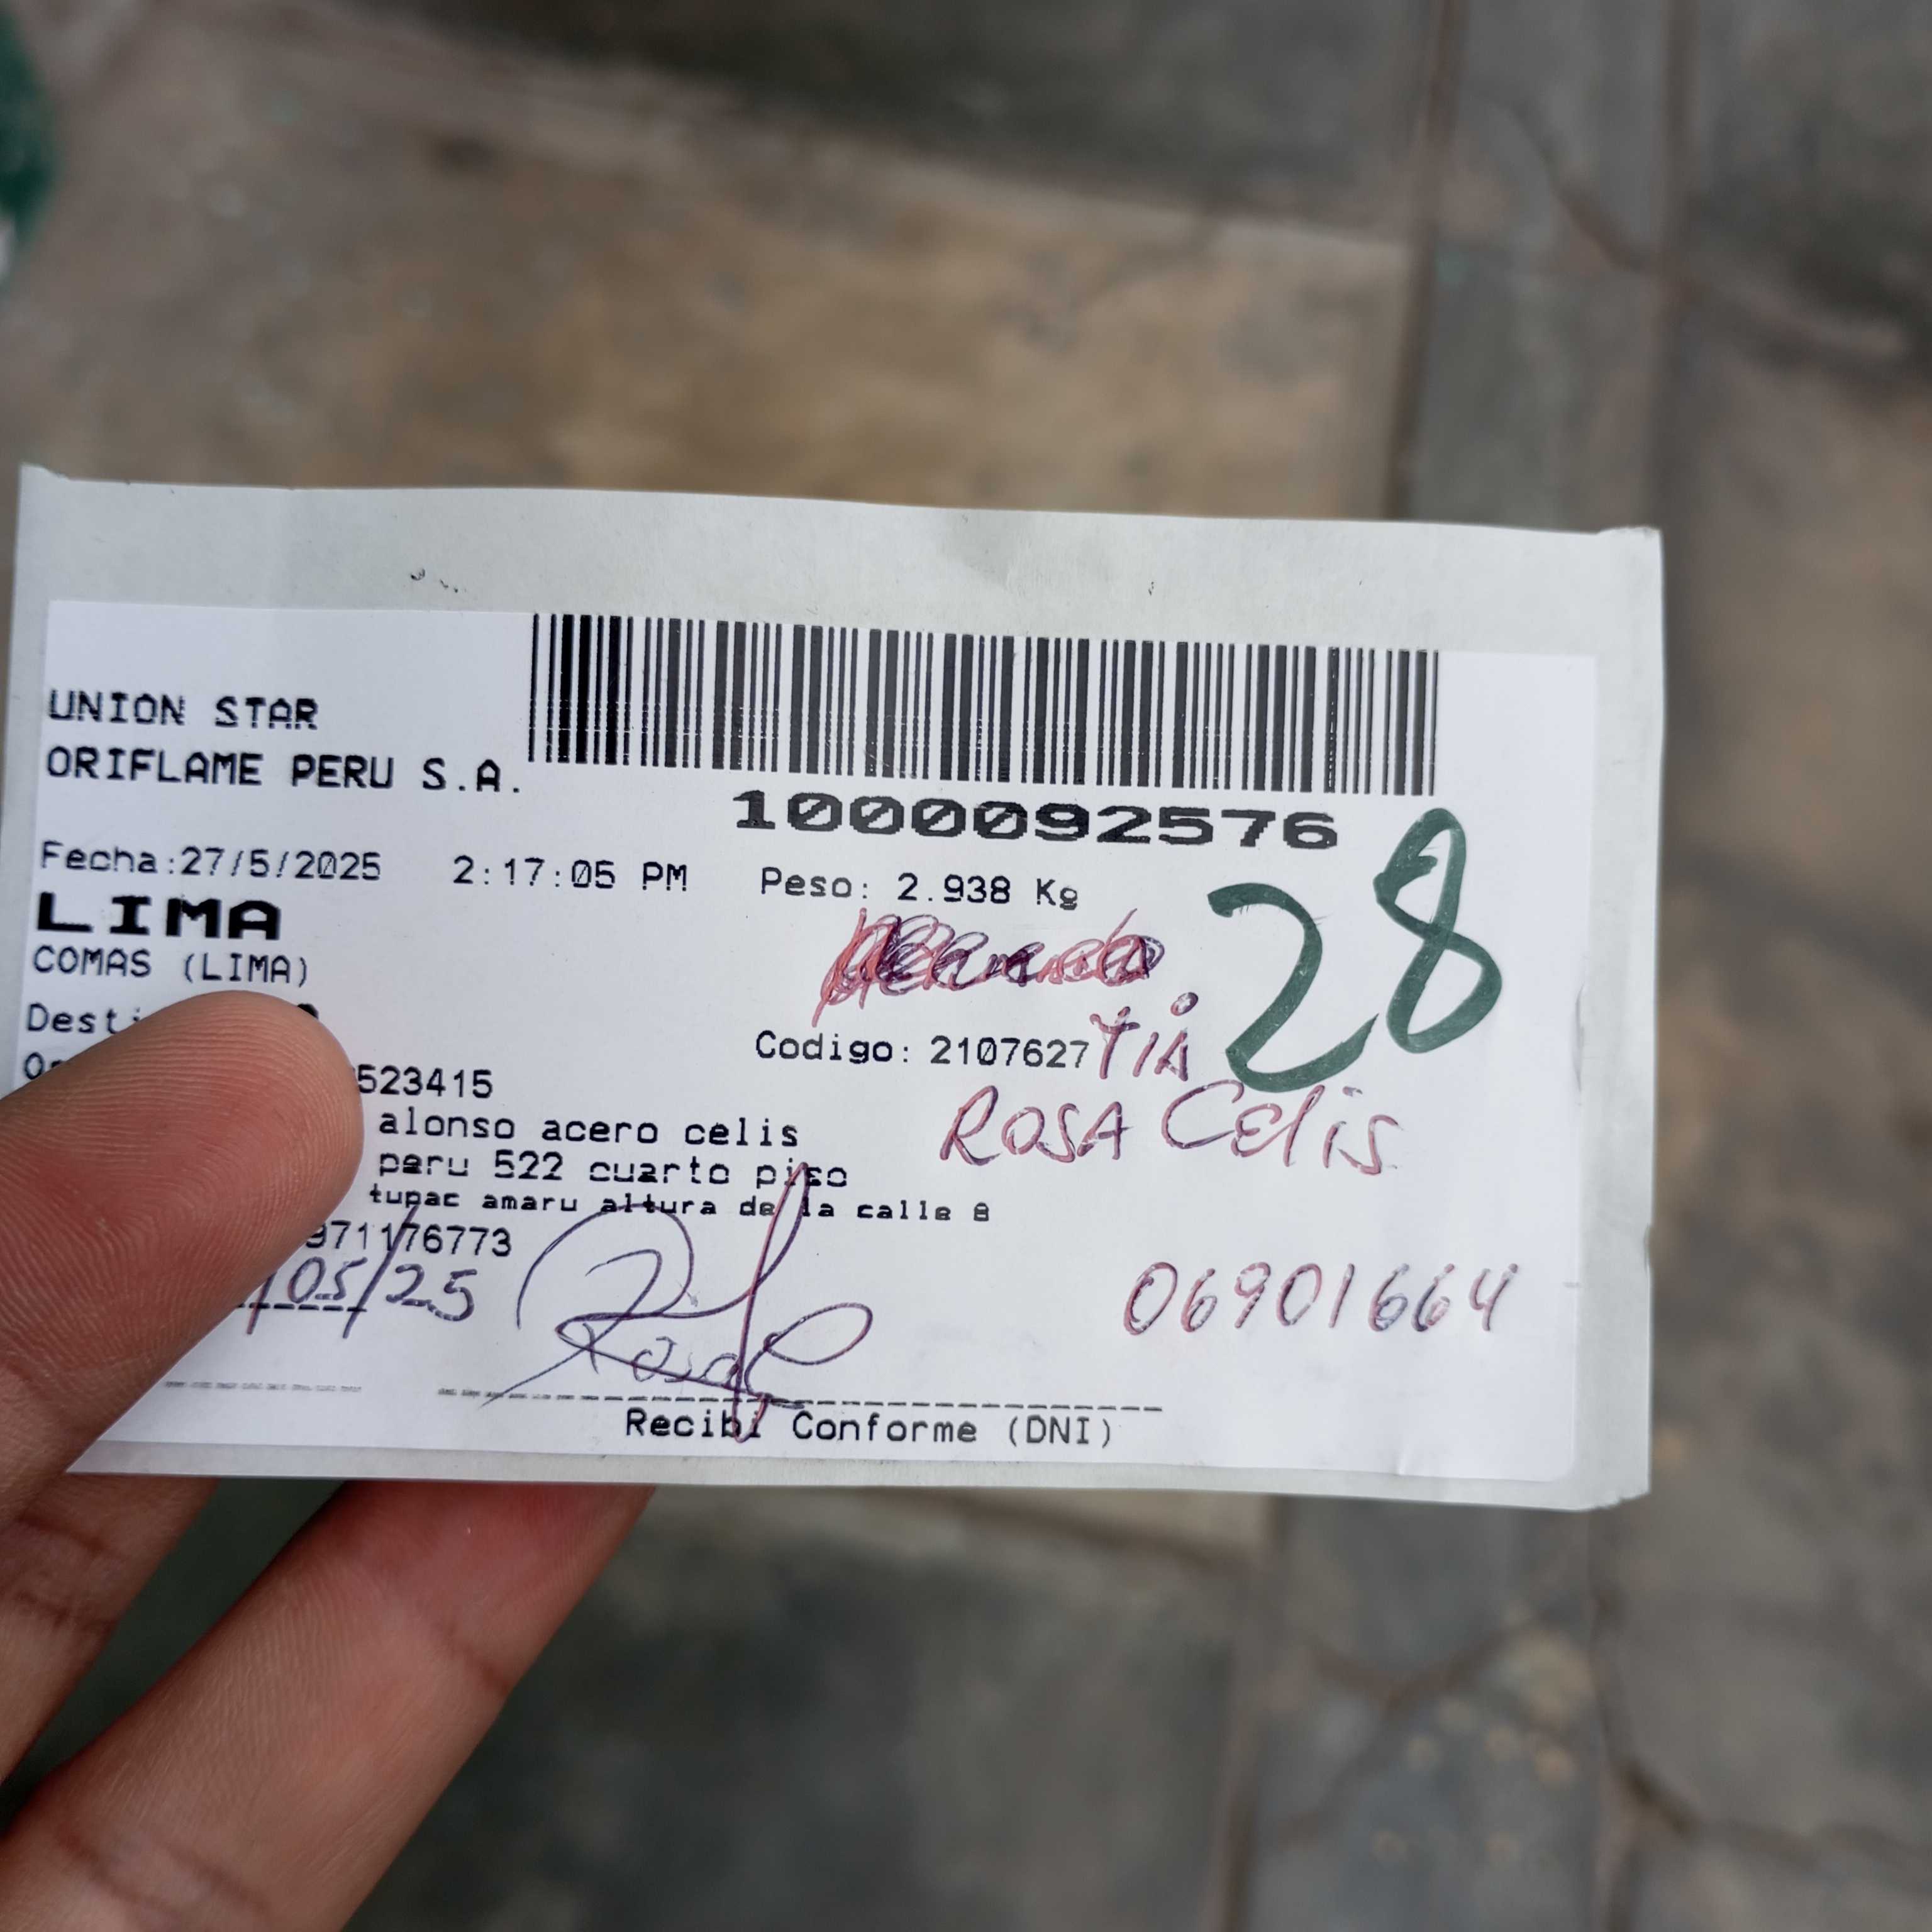 UNION STAR
ORIFLAME PERU S.A.
1000092576
Fecha:27/5/2025 2:17:05 PM Peso: 2.938 Kg
28
LIMA
COMAS (LIMA)
Codigo: 2107627 TIA
523415
ROSA Celis
alonso acero celis
peru 522 cuarto piso
tupac amaru altura de la calle 8
971176773
/05/25
06901664
Recibi Conforme (DNI)